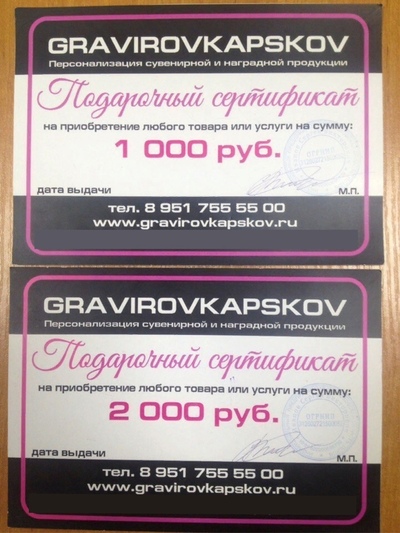 GRAVIROVKAPSKOV
Персонализация сувенирной и наградной продукции
Подарочный сертификат
на приобретение любого товара или услуги на сумму:
1 000 руб.
дата выдачи
М.П.
тел. 8 951 755 55 00
www.gravirovkapskov.ru
GRAVIROVKAPSKOV
Персонализация сувенирной и наградной продукции
Подарочный сертификат
на приобретение любого товара или услуги на сумму:
2 000 руб.
дата выдачи
М.П.
тел. 8 951 755 55 00
www.gravirovkapskov.ru